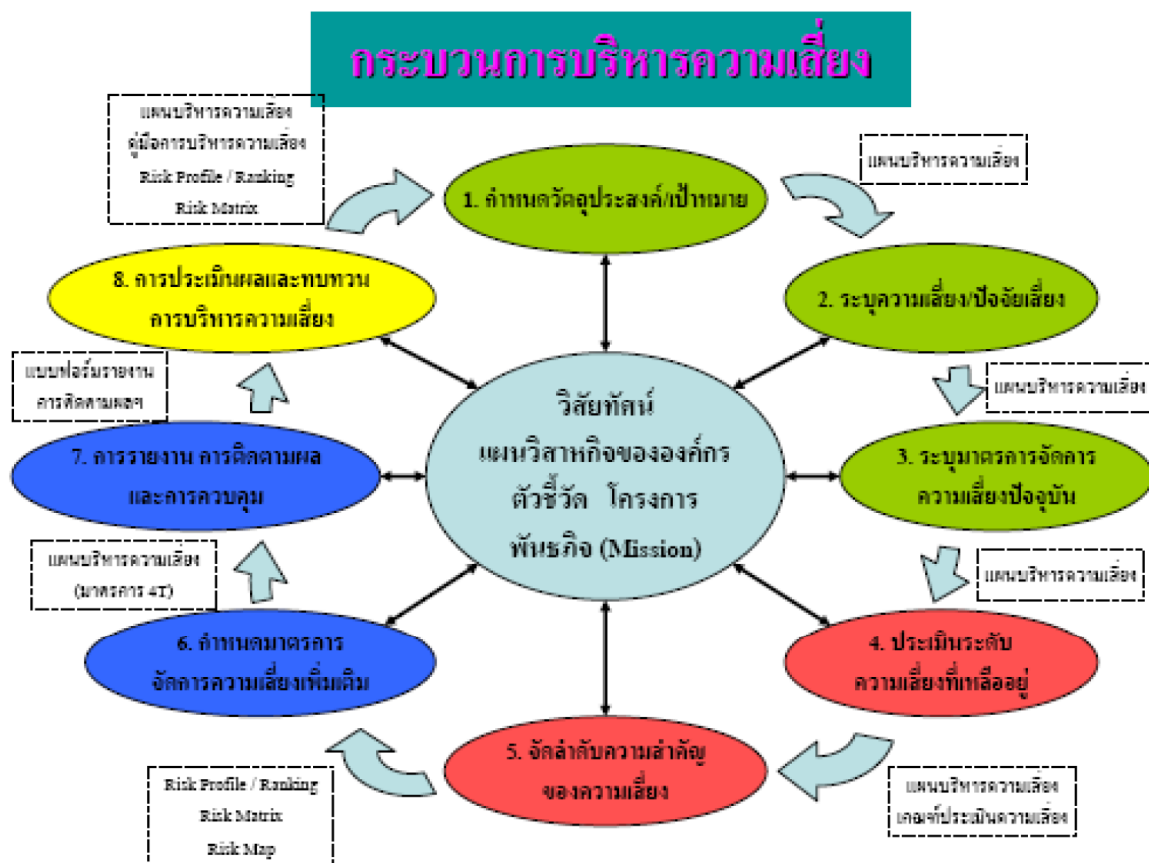 กระบวนการบริหารความเสี่ยง
แผนบริหารความเสี่ยง
คู่มือการบริหารความเสี่ยง
Risk Profile / Ranking
Risk Matrix
1. กำหนดวัตถุประสงค์/เป้าหมาย
แผนบริหารความเสี่ยง
2. ระบุความเสี่ยง/ปัจจัยเสี่ยง
แผนบริหารความเสี่ยง
3. ระบุมาตรการจัดการ
ความเสี่ยงปัจจุบัน
แผนบริหารความเสี่ยง
4. ประเมินระดับ
ความเสี่ยงที่เหลืออยู่
แผนบริหารความเสี่ยง
เกณฑ์ประเมินความเสี่ยง
5. จัดลำดับความสำคัญ
ของความเสี่ยง
Risk Profile / Ranking
Risk Matrix
Risk Map
6. กำหนดมาตรการ
จัดการความเสี่ยงเพิ่มเติม
แผนบริหารความเสี่ยง
(มาตรการ 4T)
7. การรายงาน การติดตามผล
และการควบคุม
แบบฟอร์มรายงาน
การติดตามผลฯ
8. การประเมินผลและทบทวน
การบริหารความเสี่ยง
วิสัยทัศน์
แผนวิสาหกิจขององค์กร
ตัวชี้วัด โครงการ
พันธกิจ (Mission)